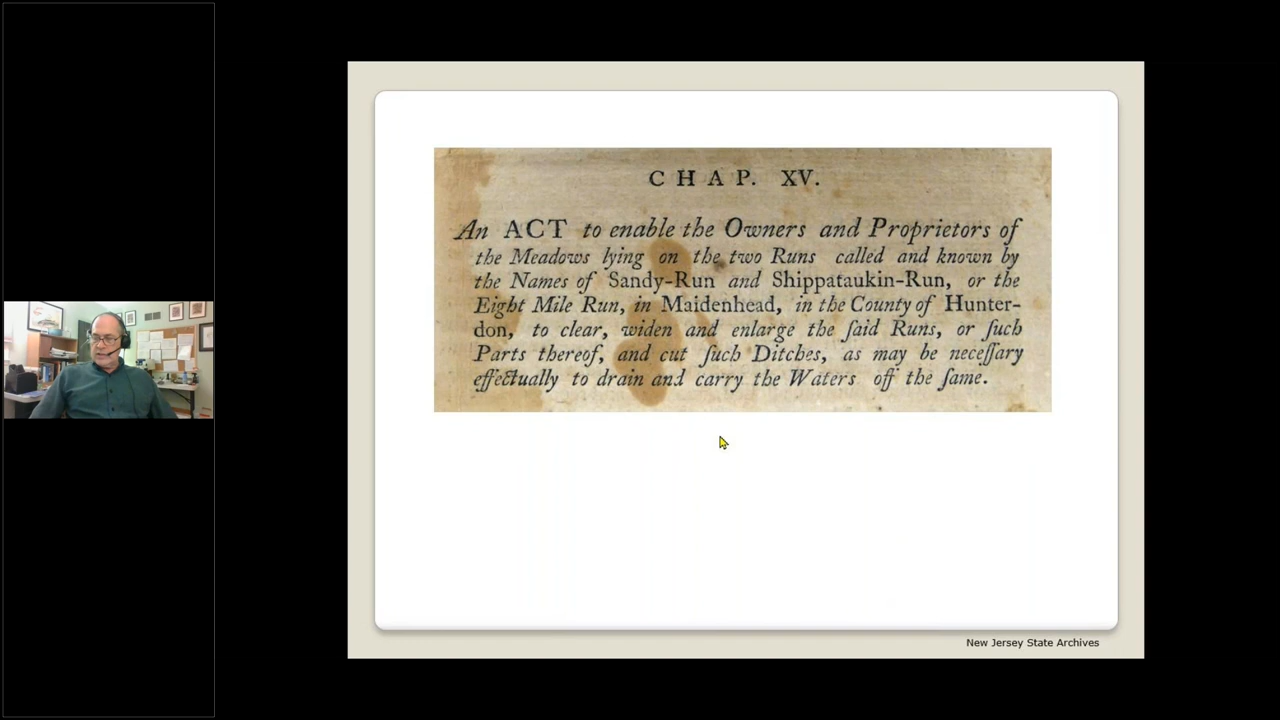 CHAP. XV.
An ACT to enable the Owners and Proprietors of
the Meadows lying on the two Runs called and known by
the Names of Sandy-Run and Shippataukin-Run, or the
Eight Mile Run, in Maidenhead, in the County of Hunter-
don, to clear, widen and enlarge the ſaid Runs, or ſuch
Parts thereof, and cut ſuch Ditches, as may be neceſſary
effectually to drain and carry the Waters off the ſame.
New Jersey State Archives